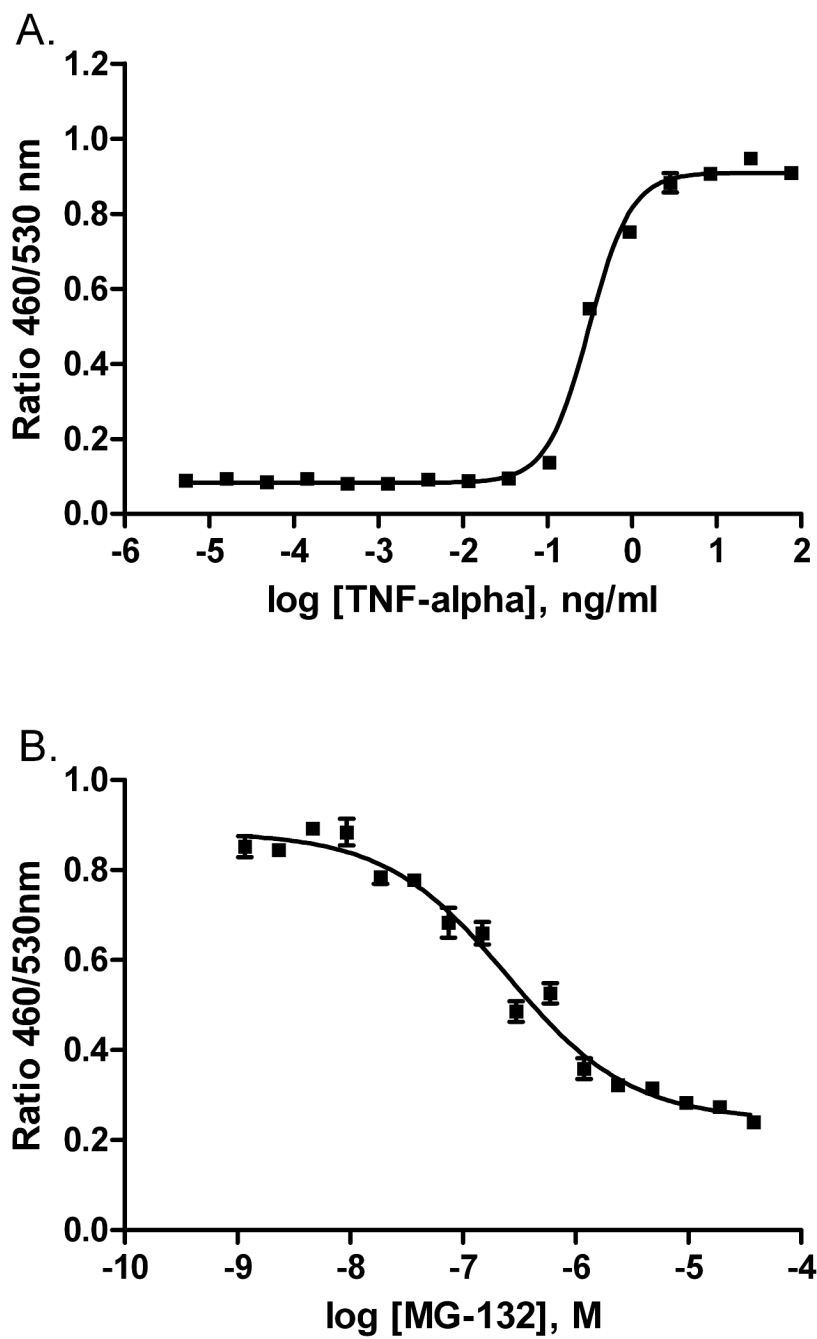 A.
1.2
1.0
0.8
0.6
0.4
0.2
0.0
Ratio 460/530 nm
-6 -5 -4 -3 -2 -1 0 1 2
log [TNF-alpha], ng/ml
B.
1.0
0.8
0.6
0.4
0.2
0.0
Ratio 460/530nm
-10 -9 -8 -7 -6 -5 -4
log [MG-132], M